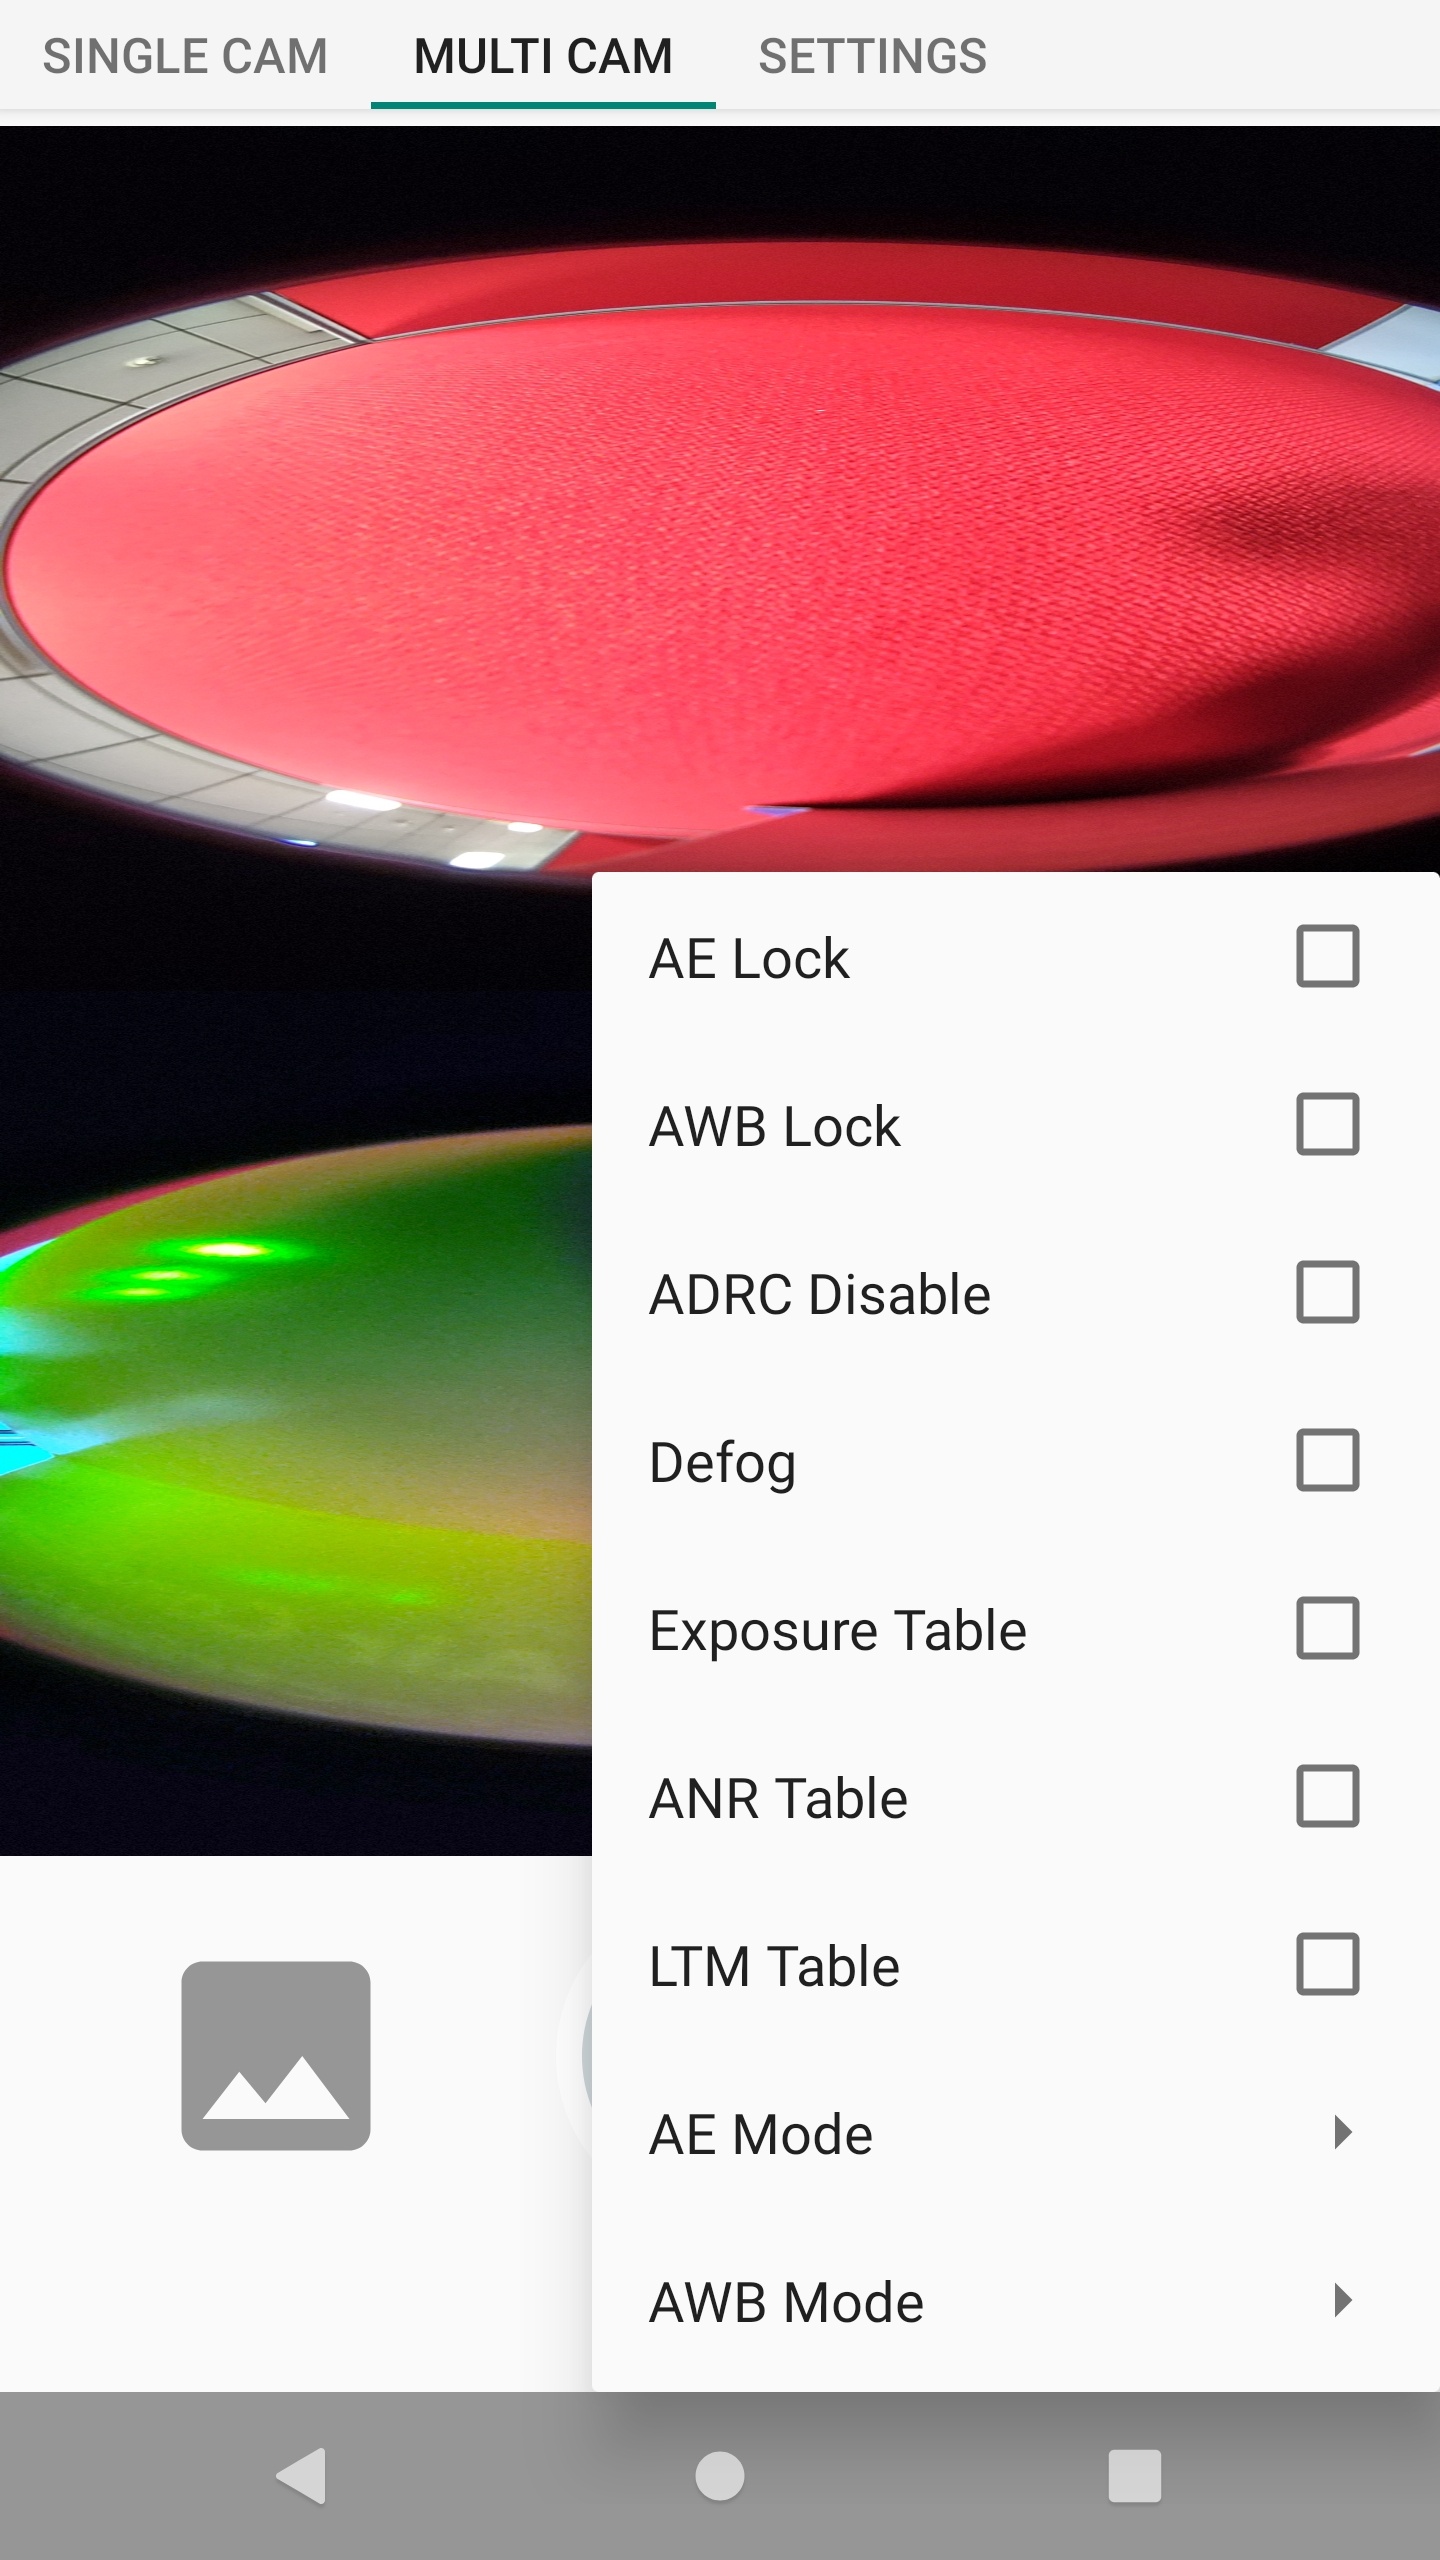 SINGLE CAM
MULTI CAM
SETTINGS
AE Lock
AWB Lock
ADRC Disable
Defog
Exposure Table
ANR Table
LTM Table
AE Mode
AWB Mode